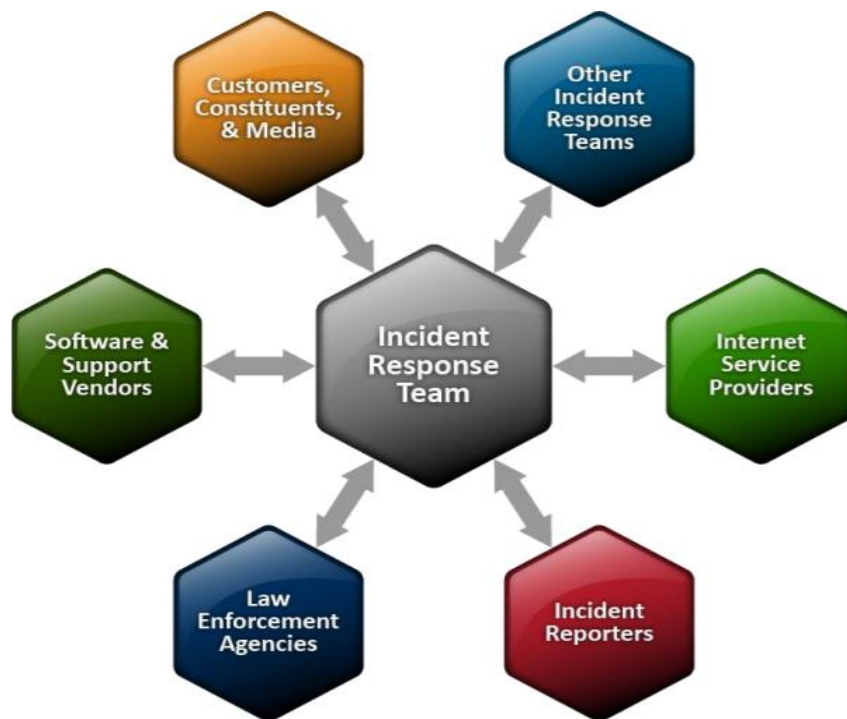 Customers,
Constituents,
& Media
Other
Incident
Response
Teams
Software &
Support
Vendors
Incident
Response
Team
Internet
Service
Providers
Law
Enforcement
Agencies
Incident
Reporters